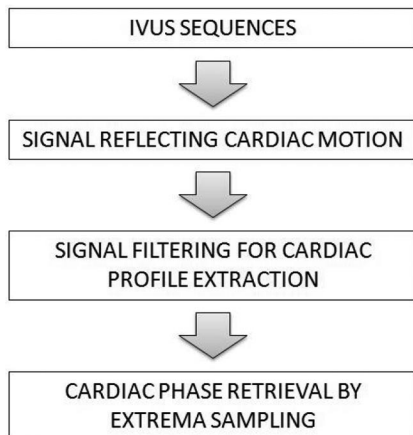 IVUS SEQUENCES
SIGNAL REFLECTING CARDIAC MOTION
SIGNAL FILTERING FOR CARDIAC
PROFILE EXTRACTION
CARDIAC PHASE RETRIEVAL BY
EXTREMA SAMPLING